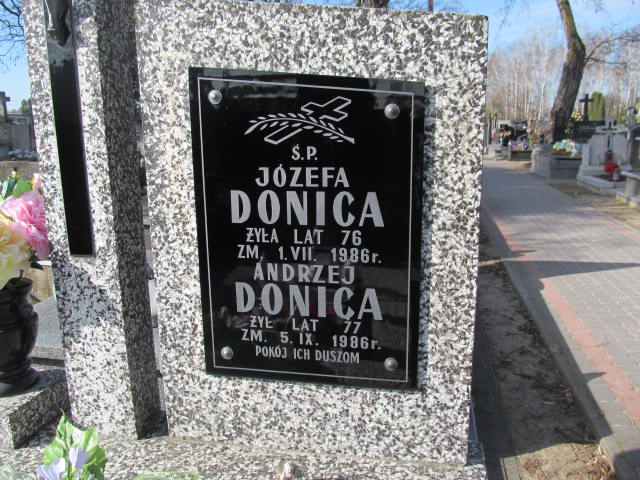 Ś.P.
JÓZEFA
DONICA
ŻYŁA LAT 76
ZM. 1.VII. 1986r.
ANDRZEJ
DONICA
ŻYŁ LAT 77
ZM. 5.IX. 1986r.
POKÓJ ICH DUSZOM